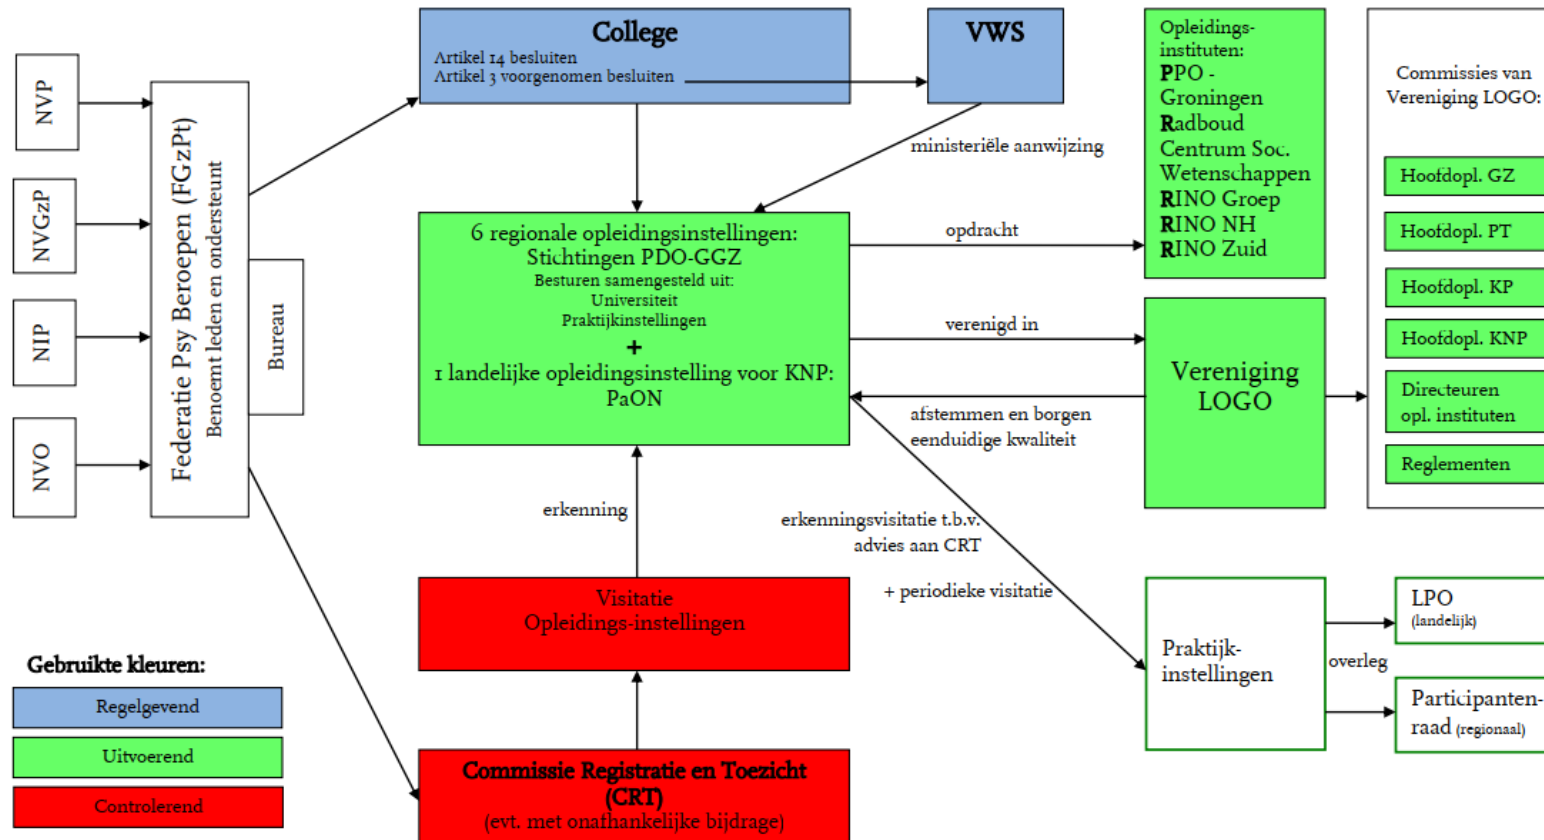 College
Artikel 14 besluiten
Artikel 3 voorgenomen besluiten
VWS
Opleidings-
instituten:
PPO -
Groningen
Radboud
Centrum Soc.
Wetenschappen
RINO Groep
RINO NH
RINO Zuid
Commissies van
Vereniging LOGO:
Hoofdopl. GZ
Hoofdopl. PT
Hoofdopl. KP
Hoofdopl. KNP
Directeuren
opl. instituten
Reglementen
NVP
NVGzP
NIP
NVO
Federatie Psy Beroepen (FGzPt)
Benoemt leden en ondersteunt
Bureau
ministeriële aanwijzing
6 regionale opleidingsinstellingen:
Stichtingen PDO-GGZ
Besturen samengesteld uit:
Universiteit
Praktijkinstellingen
+
1 landelijke opleidingsinstelling voor KNP:
PaON
opdracht
verenigd in
Vereniging
LOGO
afstemmen en borgen
eenduidige kwaliteit
erkenning
erkenningsvisitatie t.b.v.
advies aan CRT
+ periodieke visitatie
Visitatie
Opleidings-instellingen
Praktijk-
instellingen
overleg
LPO
(landelijk)
Participanten-
raad (regionaal)
Commissie Registratie en Toezicht
(CRT)
(evt. met onafhankelijke bijdrage)
Gebruikte kleuren:
Regelgevend
Uitvoerend
Controlerend